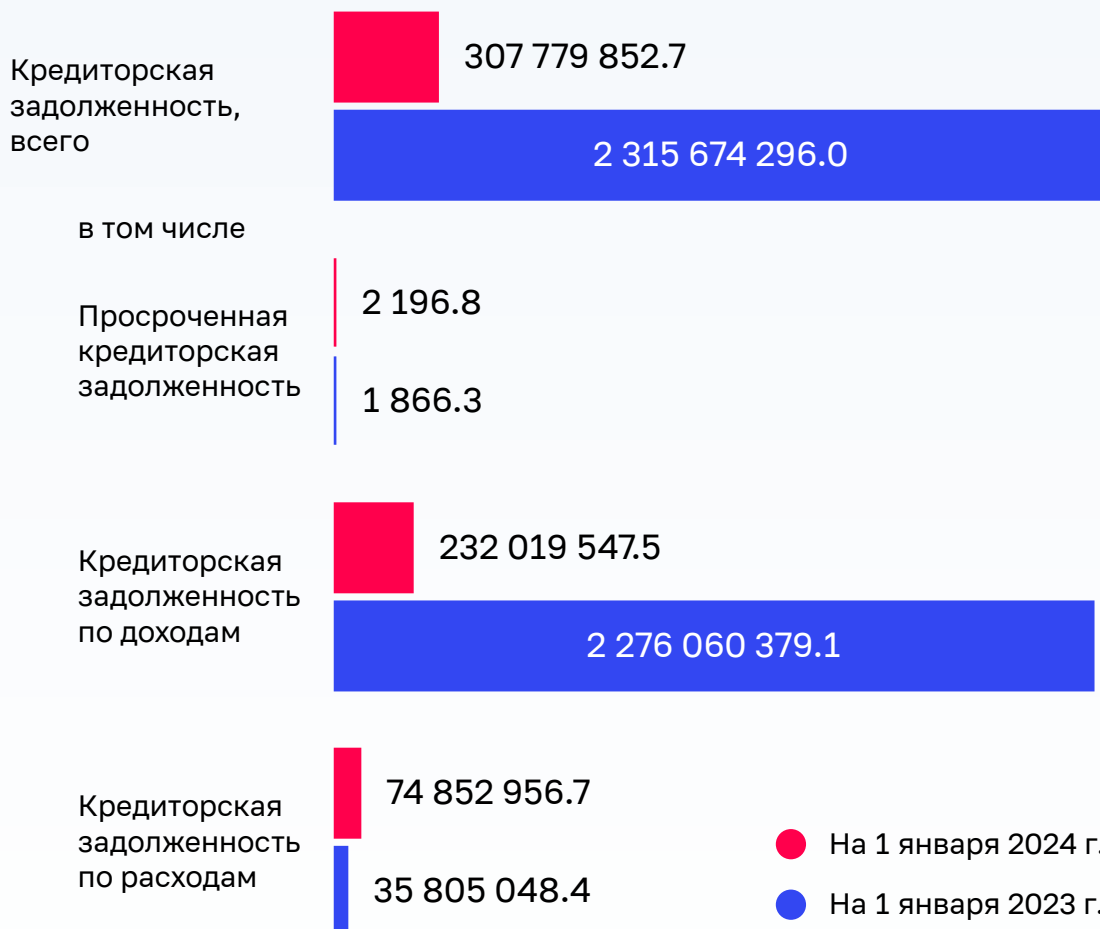 Кредиторская
задолженность,
всего
307 779 852.7
2 315 674 296.0
в том числе
Просроченная
кредиторская
задолженность
2 196.8
1 866.3
Кредиторская
задолженность
по доходам
232 019 547.5
2 276 060 379.1
Кредиторская
задолженность
по расходам
74 852 956.7
35 805 048.4
На 1 января 2024 г.
На 1 января 2023 г.